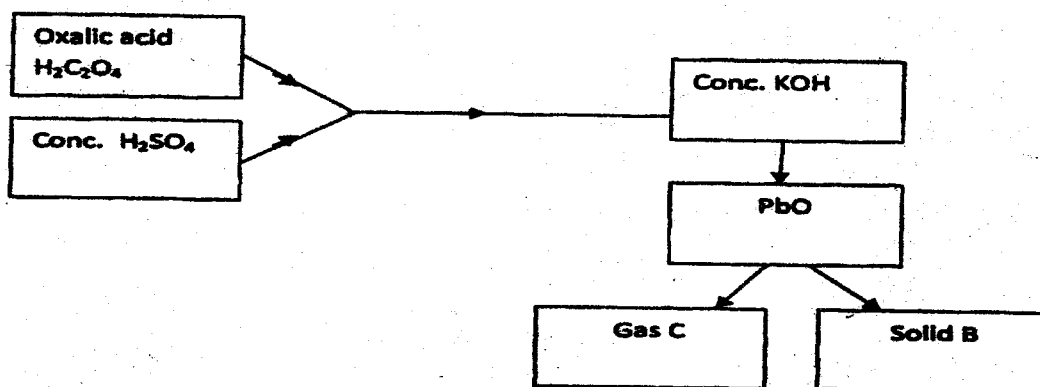 Oxalic acid
H₂C₂O₄
Conc. H₂SO₄
Conc. KOH
PbO
Gas C
Solid B